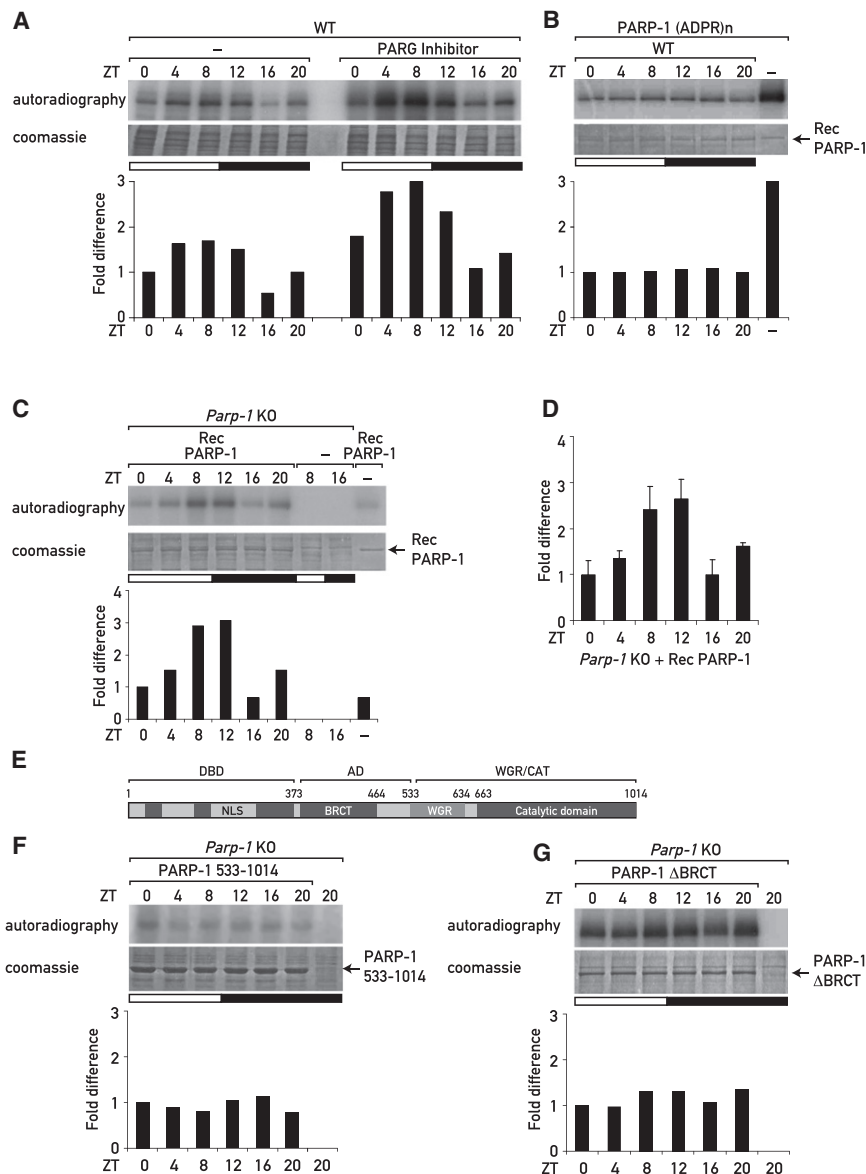 A
WT
–
PARG Inhibitor
ZT 0 4 8 12 16 20 0 4 8 12 16 20
autoradiography
coomassie
3
2
1
0
Fold difference
ZT 0 4 8 12 16 20 0 4 8 12 16 20
B
PARP-1 (ADPR)n
WT
ZT 0 4 8 12 16 20 –
Rec
PARP-1
3
2
1
0
ZT 0 4 8 12 16 20 –
C
Parp-1 KO
Rec
PARP-1
–
Rec
PARP-1
ZT 0 4 8 12 16 20 8 16 –
autoradiography
coomassie
Rec
PARP-1
4
3
2
1
0
Fold difference
ZT 0 4 8 12 16 20 8 16 –
D
4
3
2
1
0
Fold difference
ZT 0 4 8 12 16 20
Parp-1 KO + Rec PARP-1
E
DBD AD WGR/CAT
1 373 464 533 634 663 1014
NLS BRCT WGR Catalytic domain
F
Parp-1 KO
PARP-1 533-1014
ZT 0 4 8 12 16 20 20
autoradiography
coomassie
PARP-1
533-1014
3
2
1
0
Fold difference
ZT 0 4 8 12 16 20 20
G
Parp-1 KO
PARP-1 ΔBRCT
ZT 0 4 8 12 16 20 20
autoradiography
coomassie
PARP-1
ΔBRCT
3
2
1
0
Fold difference
ZT 0 4 8 12 16 20 20